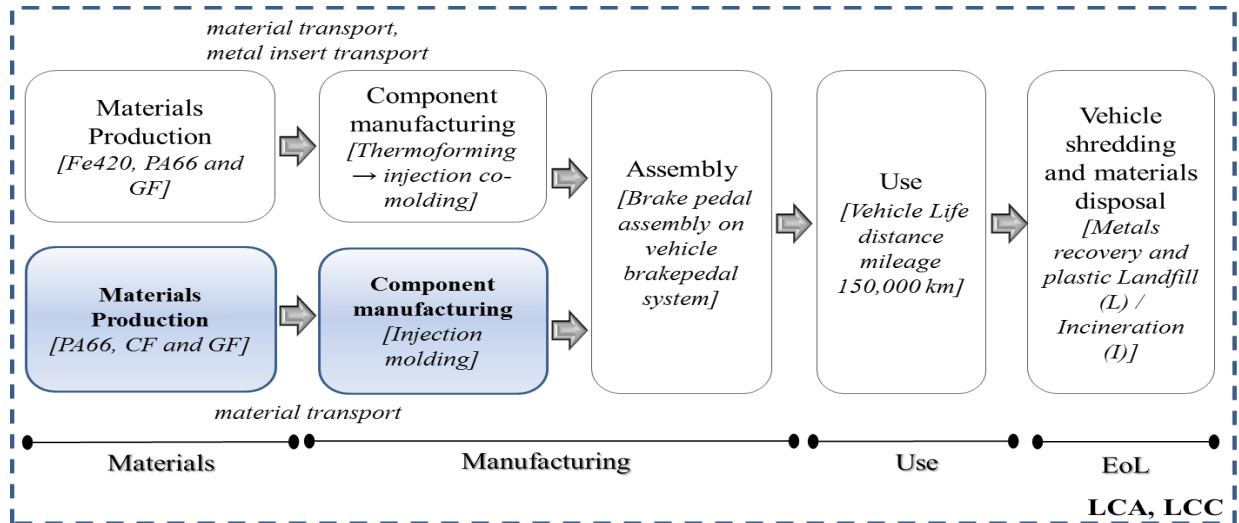 material transport,
metal insert transport
Materials
Production
[Fe420, PA66 and
GF]
Component
manufacturing
[Thermoforming
→ injection co-
molding]
Materials
Production
[PA66, CF and GF]
Component
manufacturing
[Injection
molding]
material transport
Assembly
[Brake pedal
assembly on
vehicle
brakepedal
system]
Use
[Vehicle Life
distance
mileage
150,000 km]
Vehicle
shredding
and materials
disposal
[Metals
recovery and
plastic Landfill
(L) /
Incineration
(I)]
Materials
Manufacturing
Use
EoL
LCA, LCC